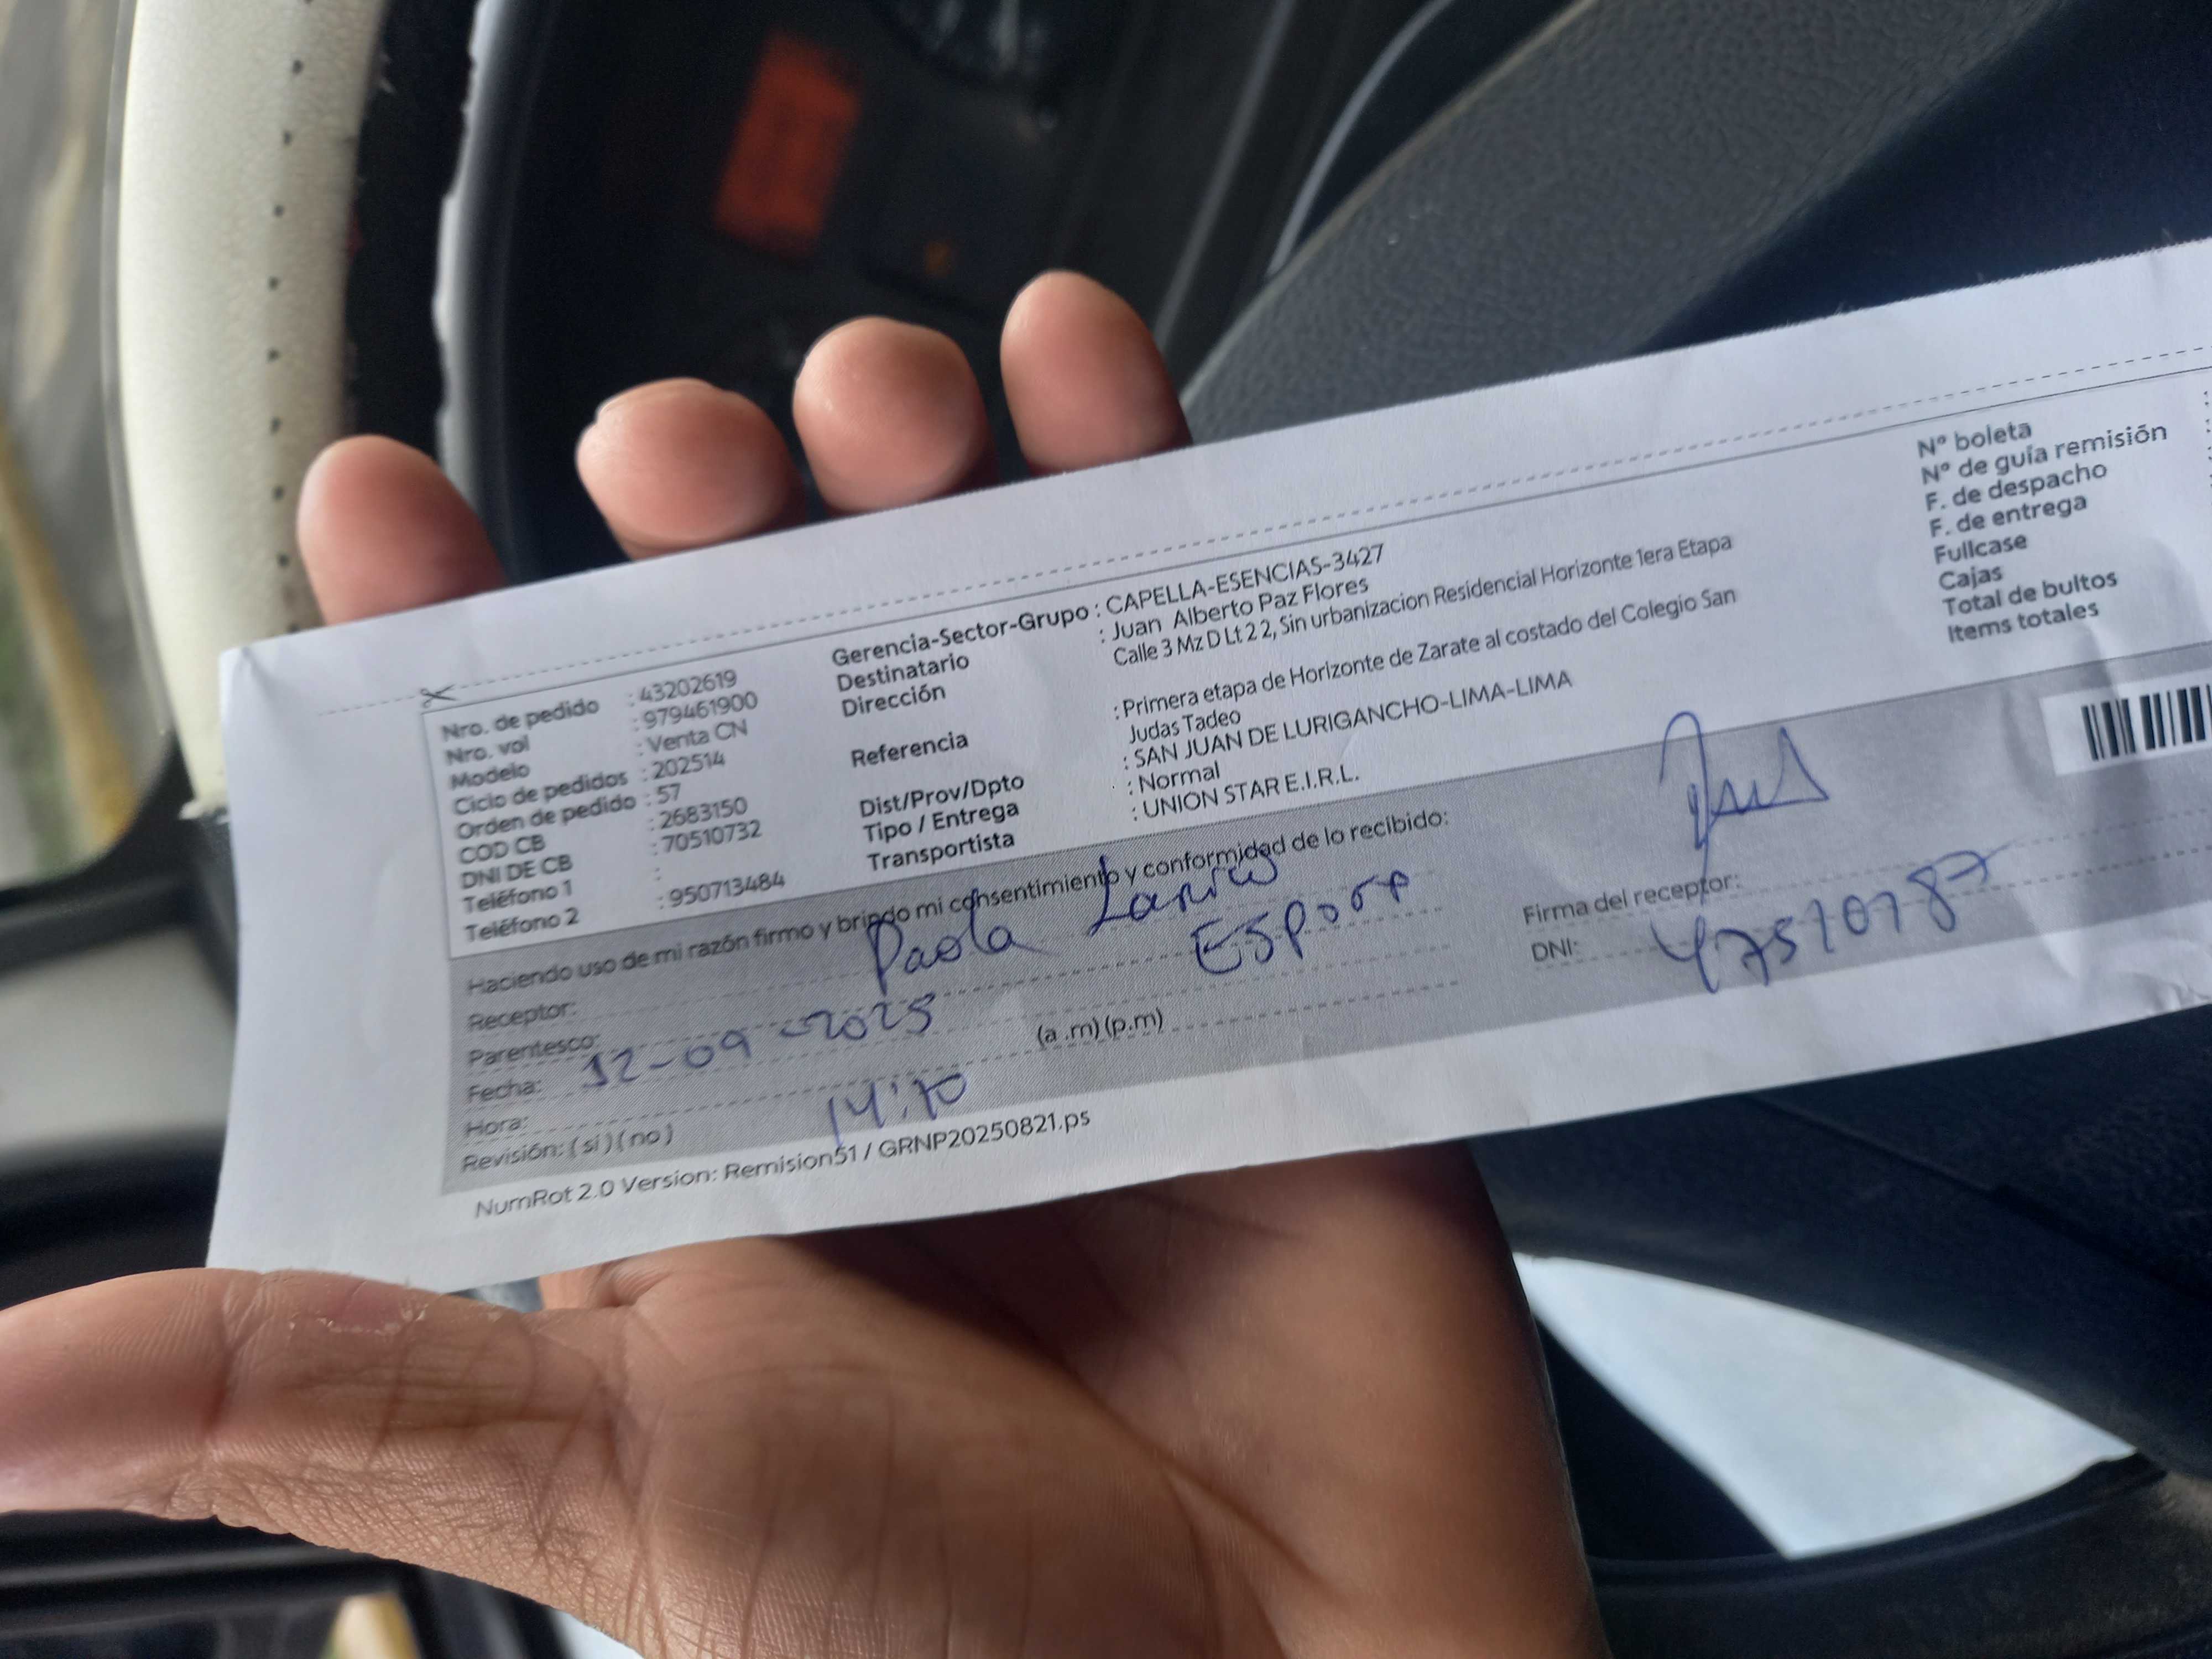 Nro. de pedido : 43202619
Nro. vol : 979461900
Modelo : Venta CN
Ciclo de pedidos : 202514
Orden de pedido : 57
COD CB : 2683150
DNI DE CB : 70510732
Teléfono 1 :
Teléfono 2 : 950713484
Gerencia-Sector-Grupo : CAPELLA-ESENCIAS-3427
Destinatario : Juan Alberto Paz Flores
Dirección Calle 3 Mz D Lt 2 2, Sin urbanizacion Residencial Horizonte 1era Etapa
Referencia : Primera etapa de Horizonte de Zarate al costado del Colegio San
Judas Tadeo
Dist/Prov/Dpto : SAN JUAN DE LURIGANCHO-LIMA-LIMA
Tipo / Entrega : Normal
Transportista : UNION STAR E.I.R.L.
Nº boleta :
Nº de guía remisión :
F. de despacho :
F. de entrega :
Fullcase
Cajas
Total de bultos
Items totales
Haciendo uso de mi razón firmo y brindo mi consentimiento y conformidad de lo recibido:
Receptor: Paola
Parentesco:
Fecha: 12-09-2025
Hora: (a .m) (p.m)
Revisión: ( si ) ( no ) 14:10
Firma del receptor:
DNI: 47510187
NumRot 2.0 Version: Remision51 / GRNP20250821.ps